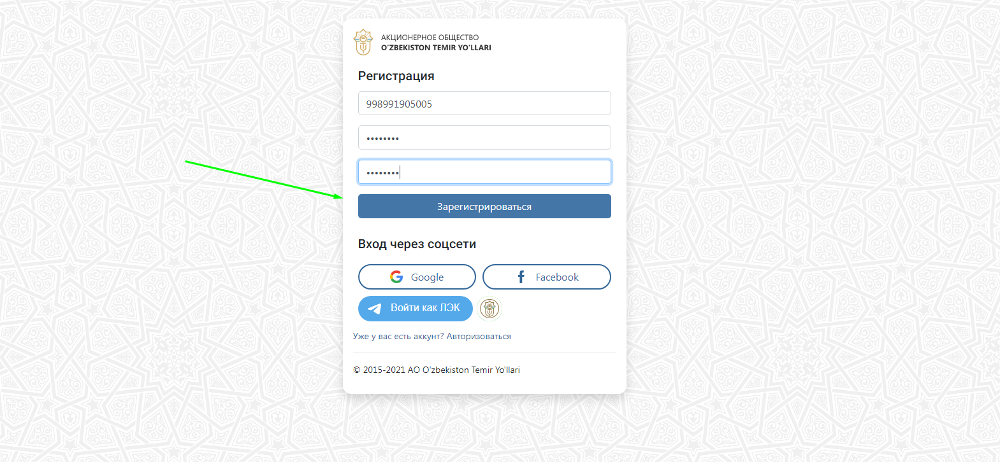 АКЦИОНЕРНОЕ ОБЩЕСТВО
O'ZBEKISTON TEMIR YO'LLARI
Регистрация
998991905005
••••••••
••••••••
Зарегистрироваться
Вход через соцсети
Google
Facebook
Войти как ЛЭК
Уже у вас есть аккунт? Авторизоваться
© 2015-2021 АО O'zbekiston Temir Yo'llari